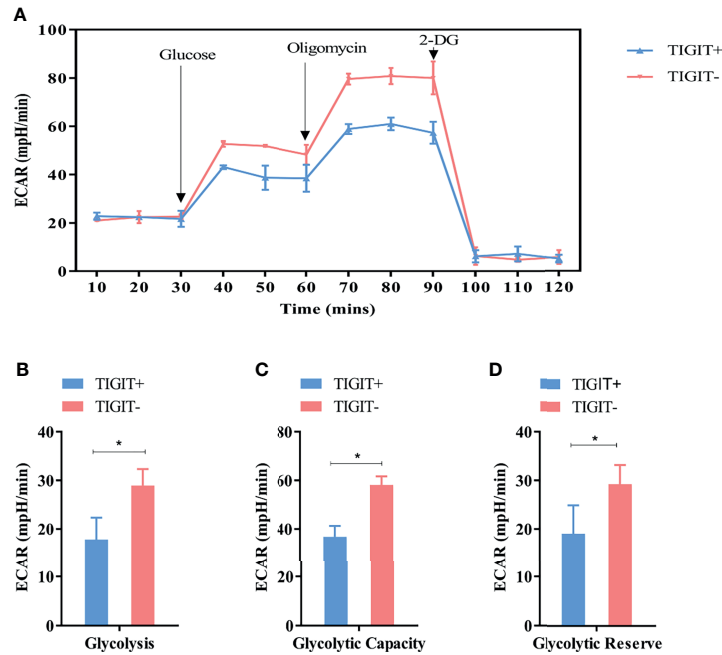 A
Glucose
Oligomycin
2-DG
TIGIT+
TIGIT-
ECAR (mpH/min)
100
80
60
40
20
0
10 20 30 40 50 60 70 80 90 100 110 120
Time (mins)
B
TIGIT+
TIGIT-
ECAR (mpH/min)
40
30
20
10
0
*
Glycolysis
C
TIGIT+
TIGIT-
ECAR (mpH/min)
80
60
40
20
0
*
Glycolytic Capacity
D
TIGIT+
TIGIT-
ECAR (mpH/min)
40
30
20
10
0
*
Glycolytic Reserve